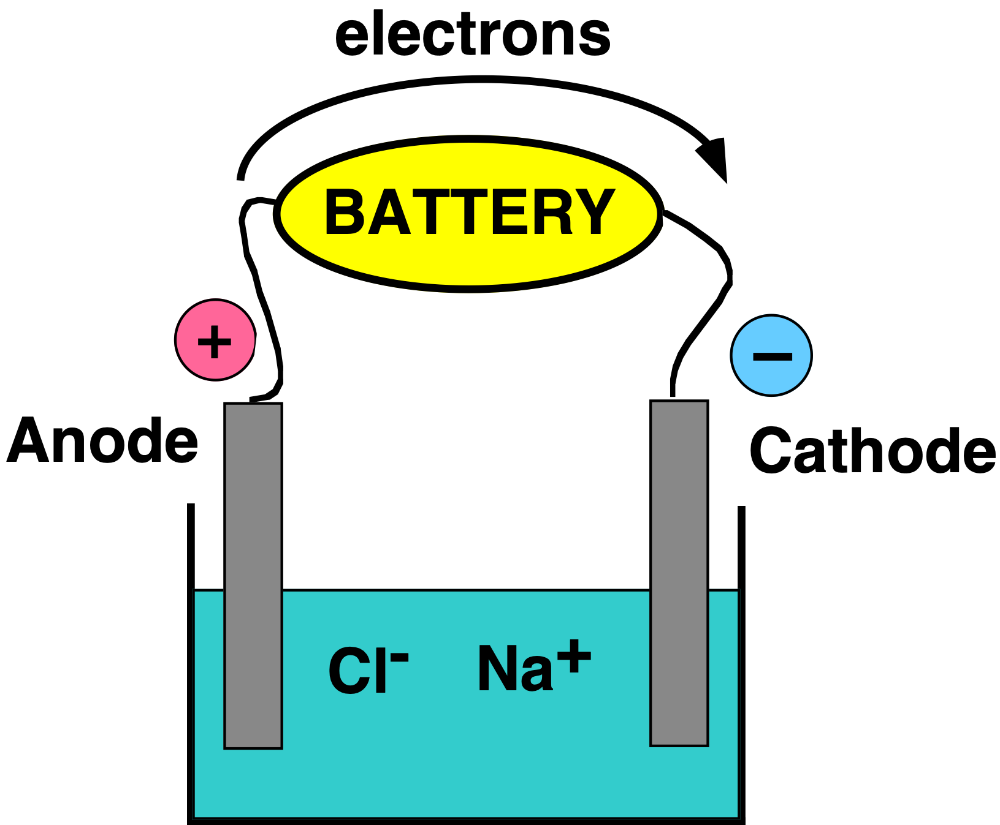 electrons
BATTERY
+
−
Anode
Cathode
Cl⁻ Na⁺